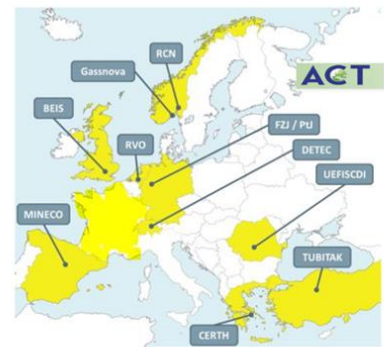 RCN
ACT
Gassnova
BEIS
FZJ / PtJ
RVO
DETEC
UEFISCDI
MINECO
TUBITAK
CERTH